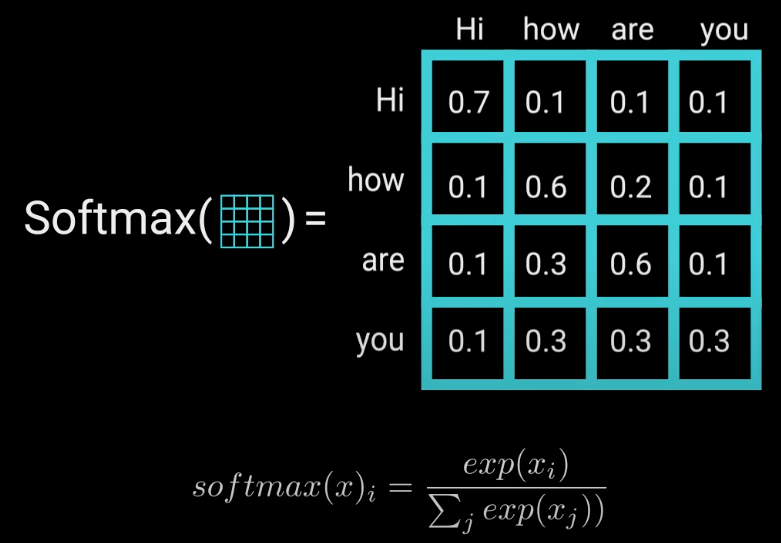 Hi how are you
Hi 0.7 0.1 0.1 0.1
how 0.1 0.6 0.2 0.1
Softmax( ) =
are 0.1 0.3 0.6 0.1
you 0.1 0.3 0.3 0.3
softmax(x)_i = exp(x_i) / ∑_j exp(x_j))